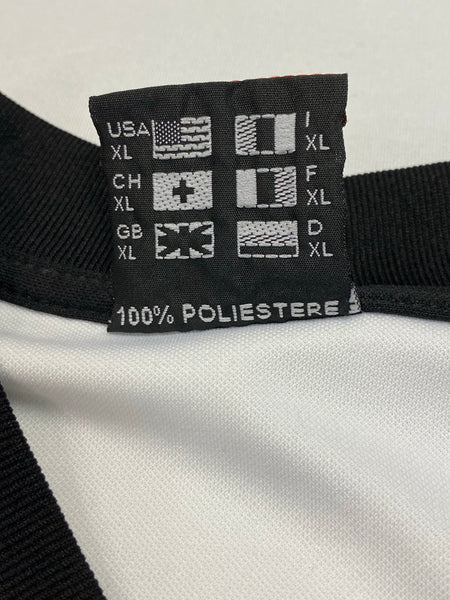 USA I
XL XL
CH F
XL XL
GB D
XL XL
100% POLIESTERE